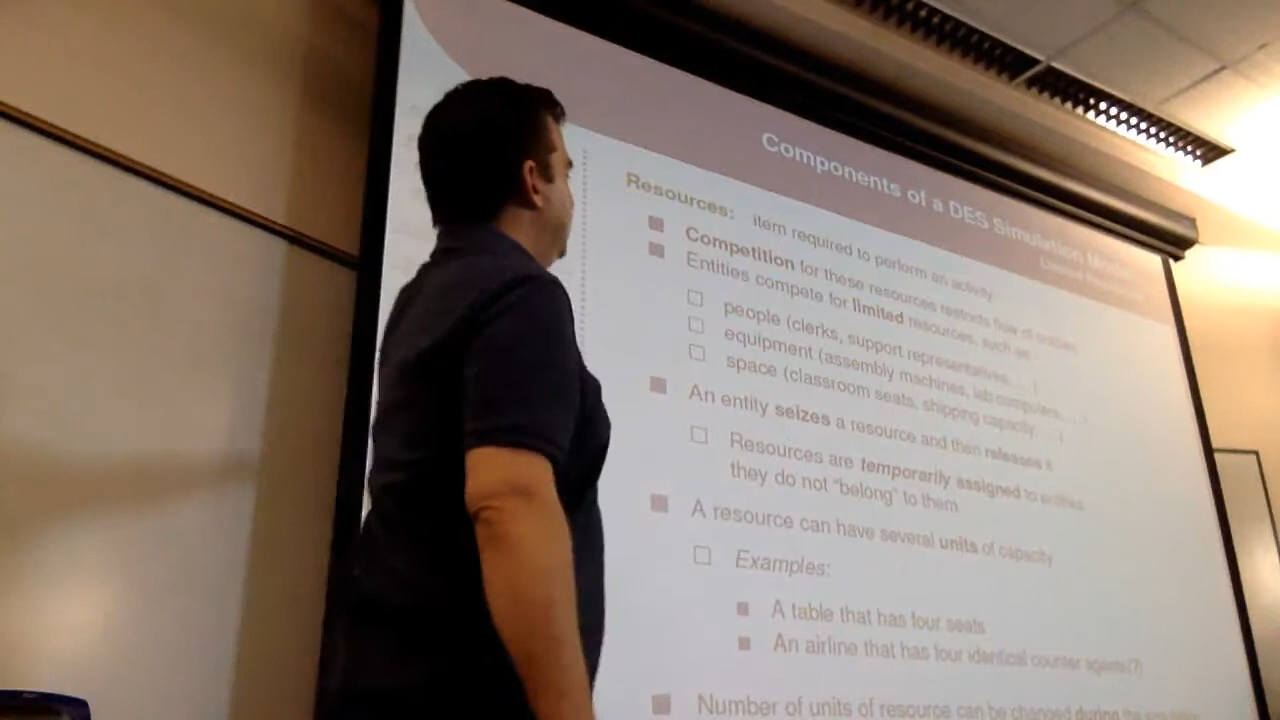 Components of a DES Simulation
Resources: item required to perform an activity
Competition for these resources restricts flow of entities
Entities compete for limited resources, such as
people (clerks, support representatives, ... )
equipment (assembly machines, lab computers, ... )
space (classroom seats, shipping capacity, ... )
An entity seizes a resource and then releases it
Resources are temporarily assigned to entities
they do not "belong" to them
A resource can have several units of capacity
Examples:
A table that has four seats
An airline that has four identical counter agents(?)
Number of units of resource can be changed during the